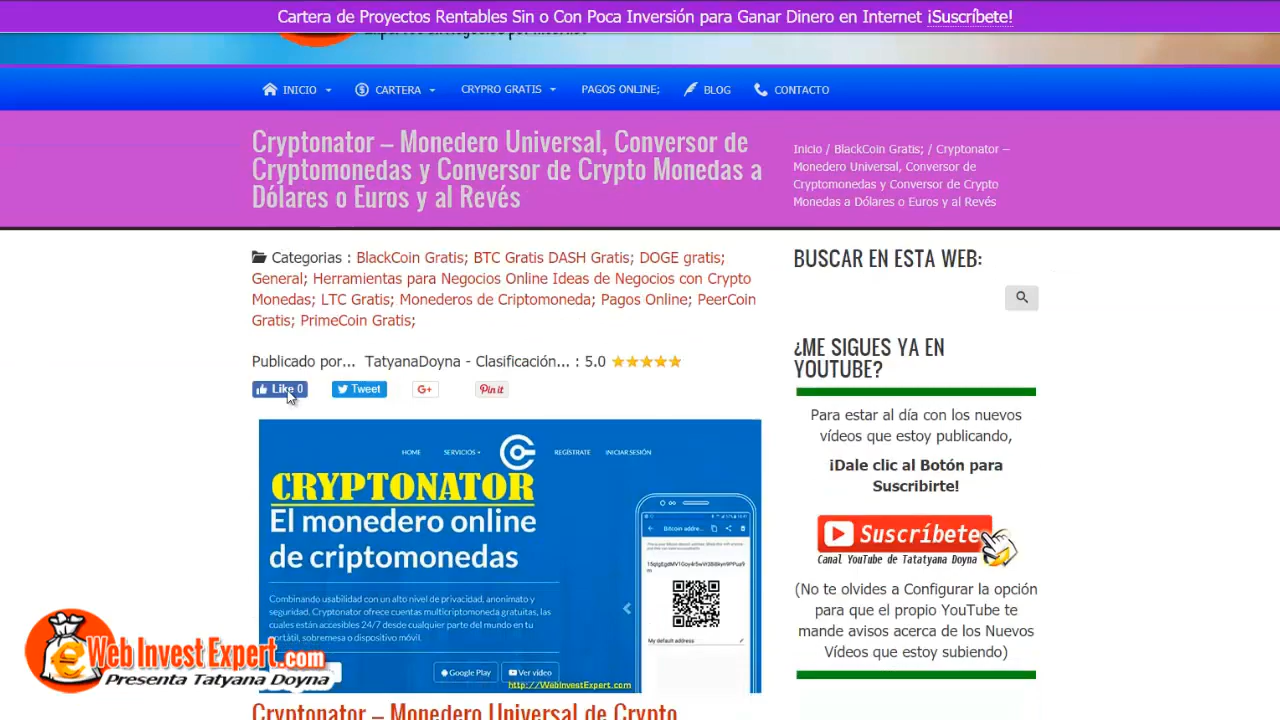 Cartera de Proyectos Rentables Sin o Con Poca Inversión para Ganar Dinero en Internet ¡Suscríbete!
INICIO
CARTERA
CRYPRO GRATIS
PAGOS ONLINE;
BLOG
CONTACTO
Cryptonator – Monedero Universal, Conversor de
Cryptomonedas y Conversor de Crypto Monedas a
Dólares o Euros y al Revés
Inicio / BlackCoin Gratis; / Cryptonator –
Monedero Universal, Conversor de
Cryptomonedas y Conversor de Crypto
Monedas a Dólares o Euros y al Revés
Categorias : BlackCoin Gratis; BTC Gratis DASH Gratis; DOGE gratis;
General; Herramientas para Negocios Online Ideas de Negocios con Crypto
Monedas; LTC Gratis; Monederos de Criptomoneda; Pagos Online; PeerCoin
Gratis; PrimeCoin Gratis;
Publicado por... TatyanaDoyna - Clasificación... : 5.0
Like 0
Tweet
G+
Pin it
HOME
SERVICIOS
REGÍSTRATE
INICIAR SESIÓN
CRYPTONATOR
El monedero online
de criptomonedas
Combinando usabilidad con un alto nivel de privacidad, anonimato y
seguridad. Cryptonator ofrece cuentas multicriptomoneda gratuitas, las
cuales están accesibles 24/7 desde cualquier parte del mundo en tu
portátil, sobremesa o dispositivo móvil.
Google Play
Ver vídeo
http://WebInvestExpert.com
Bitcoin addre...
My default address
BUSCAR EN ESTA WEB:
¿ME SIGUES YA EN
YOUTUBE?
Para estar al día con los nuevos
vídeos que estoy publicando,
¡Dale clic al Botón para
Suscribirte!
Suscríbete
Canal YouTube de Tatatyana Doyna
(No te olvides a Configurar la opción
para que el propio YouTube te
mande avisos acerca de los Nuevos
Vídeos que estoy subiendo)
Web Invest Expert.com
Presenta Tatyana Doyna
Cryptonator – Monedero Universal de Crypto